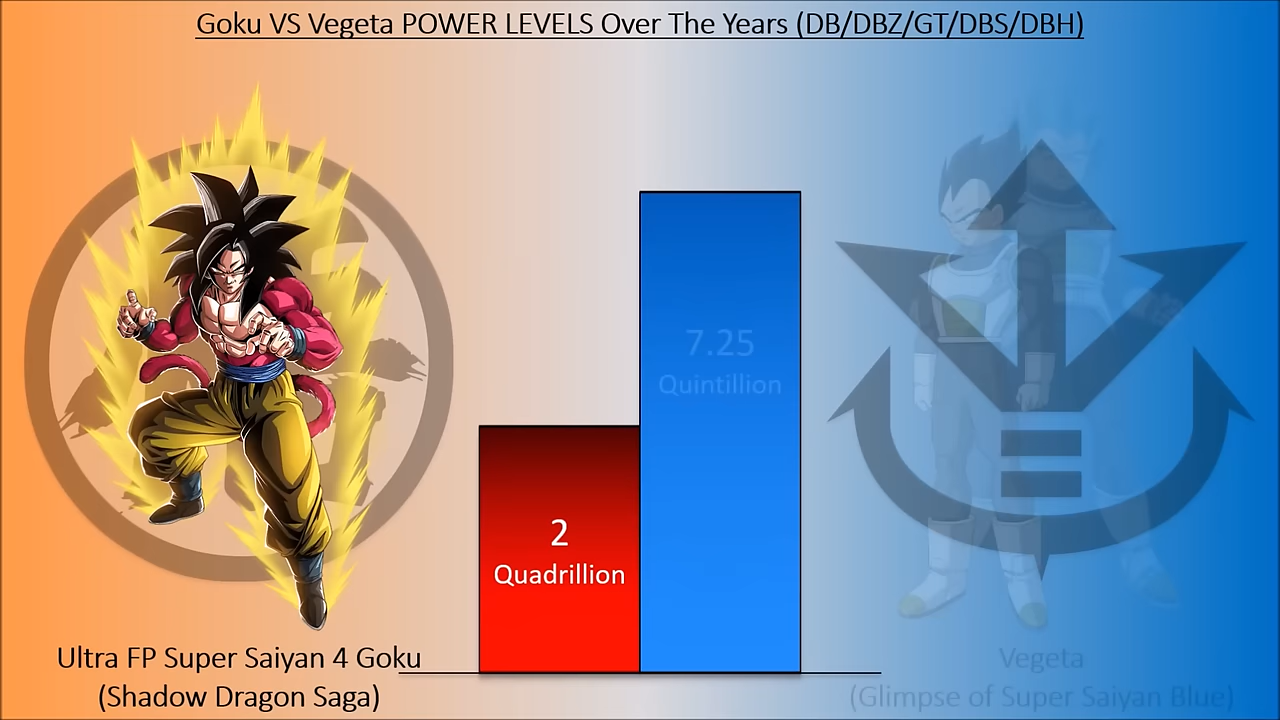 Goku VS Vegeta POWER LEVELS Over The Years (DB/DBZ/GT/DBS/DBH)
7.25
Quintillion
2
Quadrillion
Ultra FP Super Saiyan 4 Goku
(Shadow Dragon Saga)
Vegeta
(Glimpse of Super Saiyan Blue)